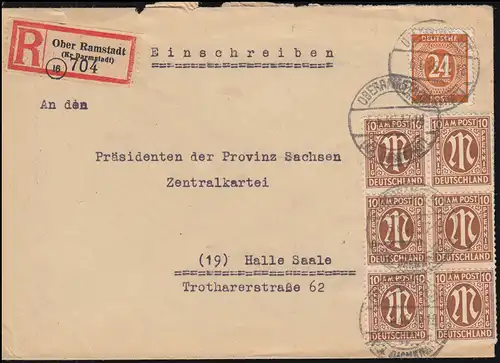 R
Ober Ramstadt
(Kr. Darmstadt)
16 704
Einschreiben
An den
Präsidenten der Provinz Sachsen
Zentralkartei
(19) Halle Saale
Trotharerstraße 62
DEUTSCHE
24
POST
10 AM POST 10
M
DEUTSCHLAND
10 AM POST 10
M
DEUTSCHLAND
10 AM POST 10
M
DEUTSCHLAND
10 AM POST 10
M
DEUTSCHLAND
10 AM POST 10
M
DEUTSCHLAND
10 AM POST 10
M
DEUTSCHLAND